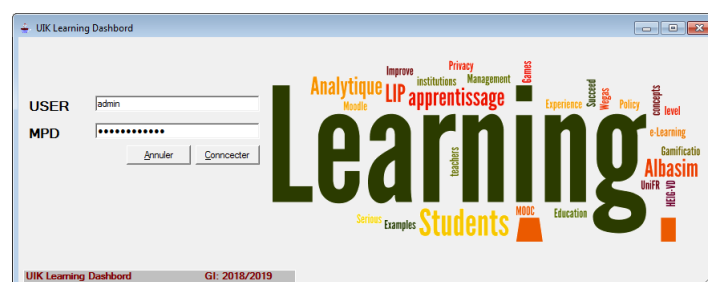 UIK Learning Dashbord
USER
admin
MPD
••••••••••••
Annuler
Conncecter
Improve
Privacy
Games
Analytique
institutions
Management
Succeed
concepts
Moodle
LIP
apprentissage
Experience
Wegas
Policy
level
Learning
e-Learning
teachers
Gamificatio
Albasim
UniFR
HEIG-VD
Serious
Examples
Students
MOOC
Education
UIK Learning Dashbord GI: 2018/2019